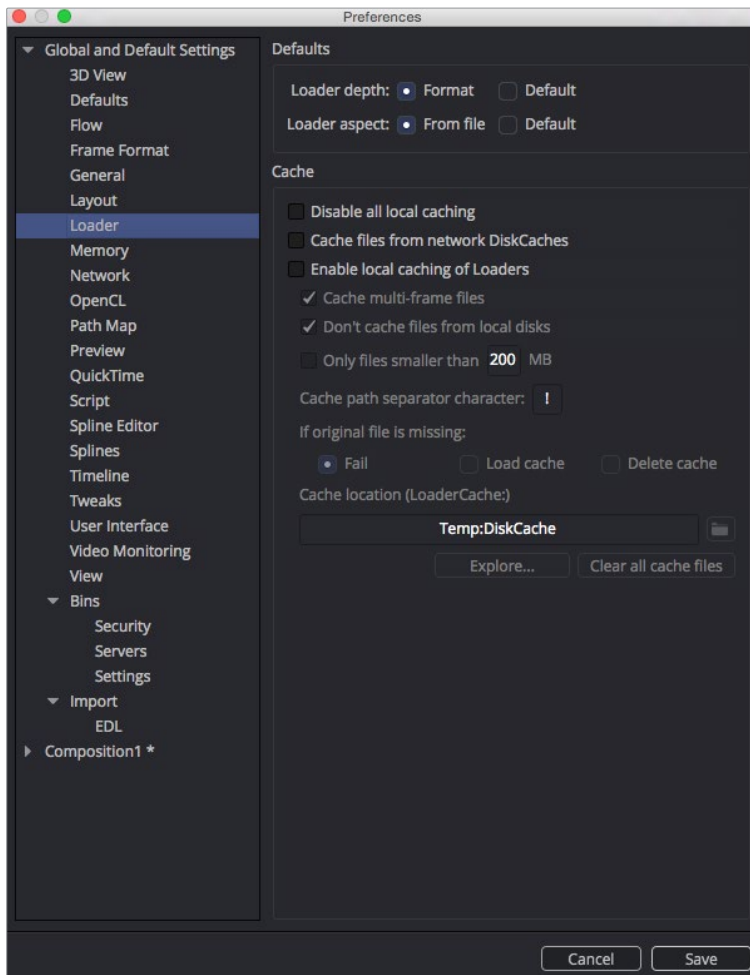 Preferences
Global and Default Settings
3D View
Defaults
Flow
Frame Format
General
Layout
Loader
Memory
Network
OpenCL
Path Map
Preview
QuickTime
Script
Spline Editor
Splines
Timeline
Tweaks
User Interface
Video Monitoring
View
Bins
Security
Servers
Settings
Import
EDL
Composition1 *
Defaults
Loader depth: Format Default
Loader aspect: From file Default
Cache
Disable all local caching
Cache files from network DiskCaches
Enable local caching of Loaders
Cache multi-frame files
Don't cache files from local disks
Only files smaller than 200 MB
Cache path separator character: !
If original file is missing:
Fail Load cache Delete cache
Cache location (LoaderCache:)
Temp:DiskCache
Explore... Clear all cache files
Cancel Save